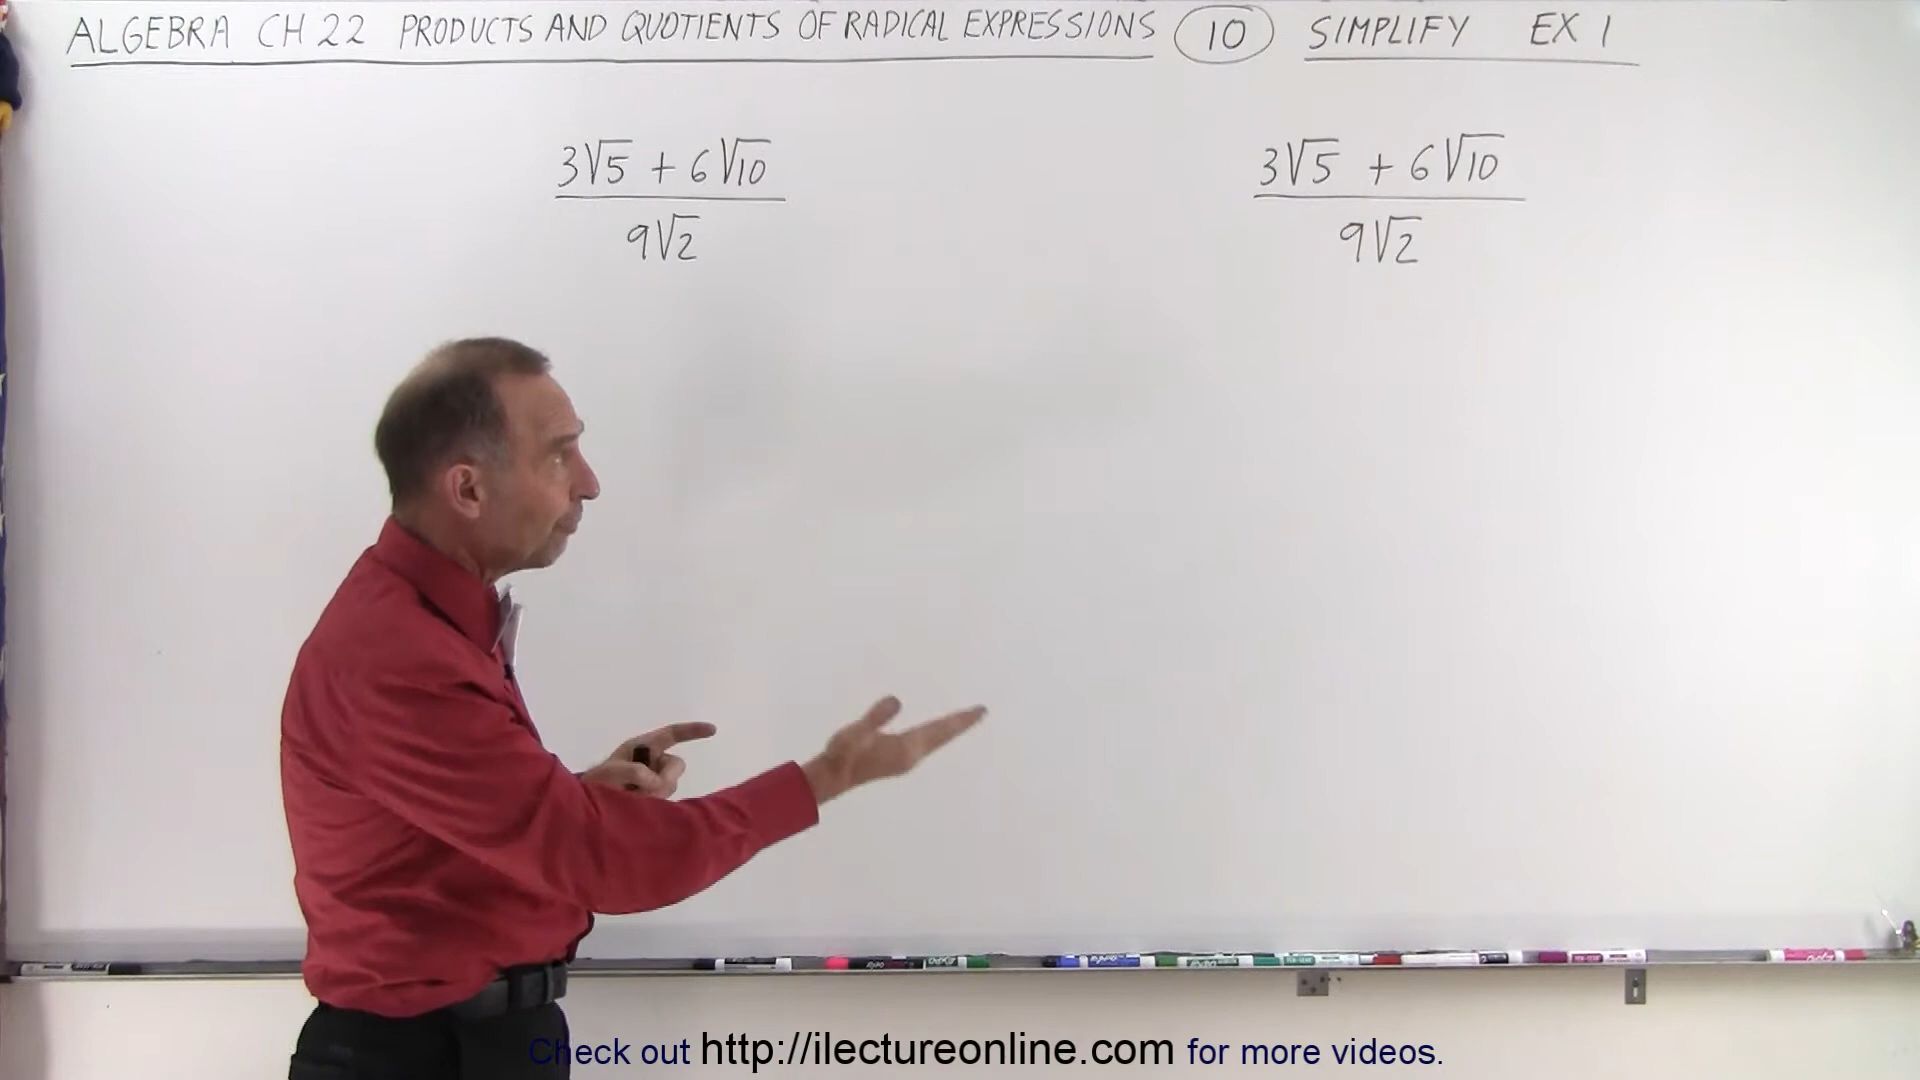 ALGEBRA CH 22 PRODUCTS AND QUOTIENTS OF RADICAL EXPRESSIONS 10 SIMPLIFY EX 1
3√5 + 6√10
9√2
3√5 + 6√10
9√2
Check out http://ilectureonline.com for more videos.